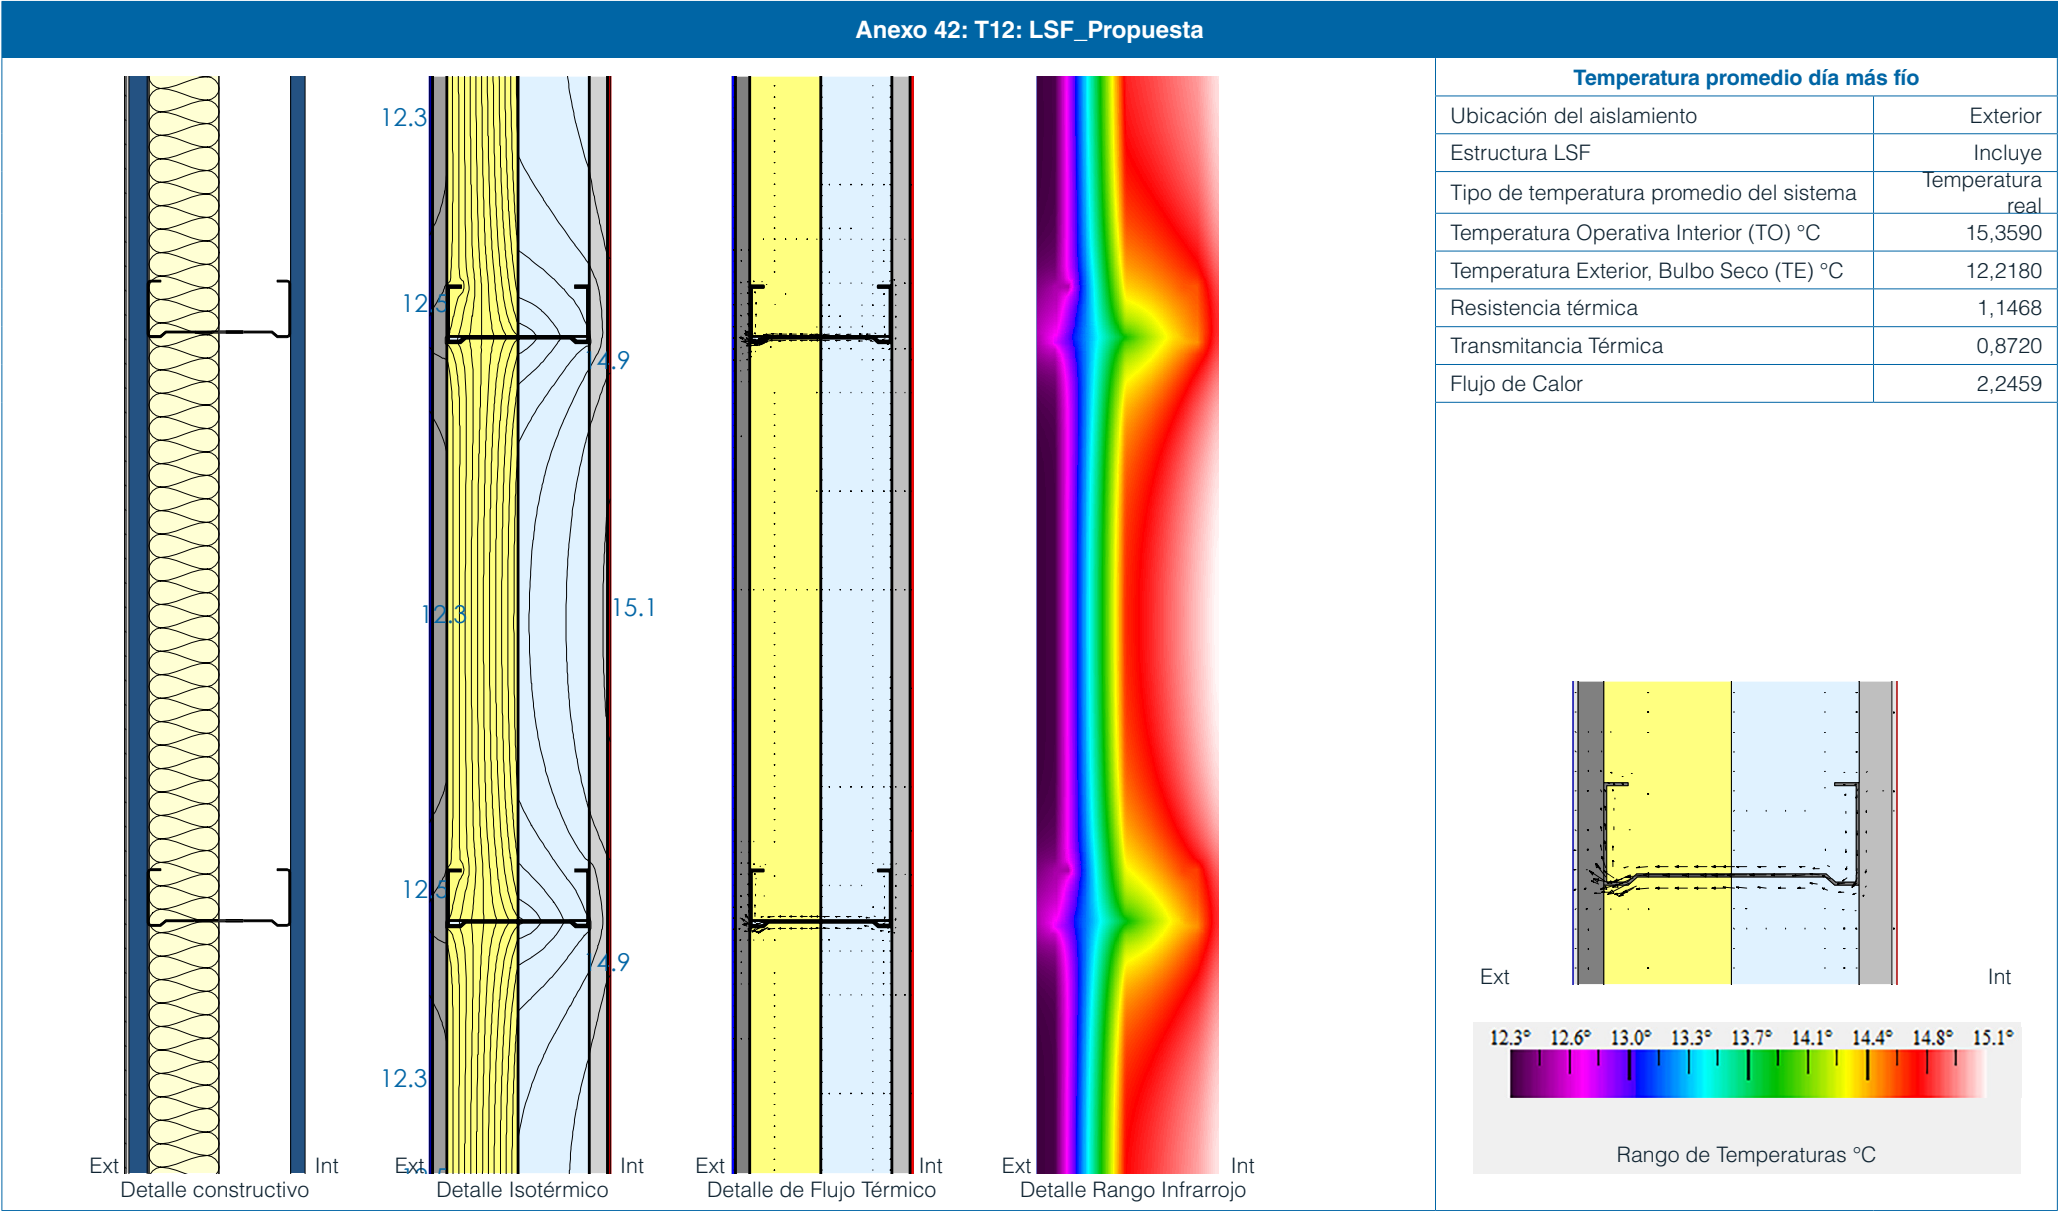 Anexo 42: T12: LSF_Propuesta
Temperatura promedio día más fío
Ubicación del aislamiento Exterior
Estructura LSF Incluye
Tipo de temperatura promedio del sistema Temperatura
real
Temperatura Operativa Interior (TO) °C 15,3590
Temperatura Exterior, Bulbo Seco (TE) °C 12,2180
Resistencia térmica 1,1468
Transmitancia Térmica 0,8720
Flujo de Calor 2,2459
12.3
12.5
14.9
12.3
15.1
12.5
14.9
12.3
Ext Int
Detalle constructivo
Ext Int
Detalle Isotérmico
Ext Int
Detalle de Flujo Térmico
Ext Int
Detalle Rango Infrarrojo
Ext Int
12.3° 12.6° 13.0° 13.3° 13.7° 14.1° 14.4° 14.8° 15.1°
Rango de Temperaturas °C